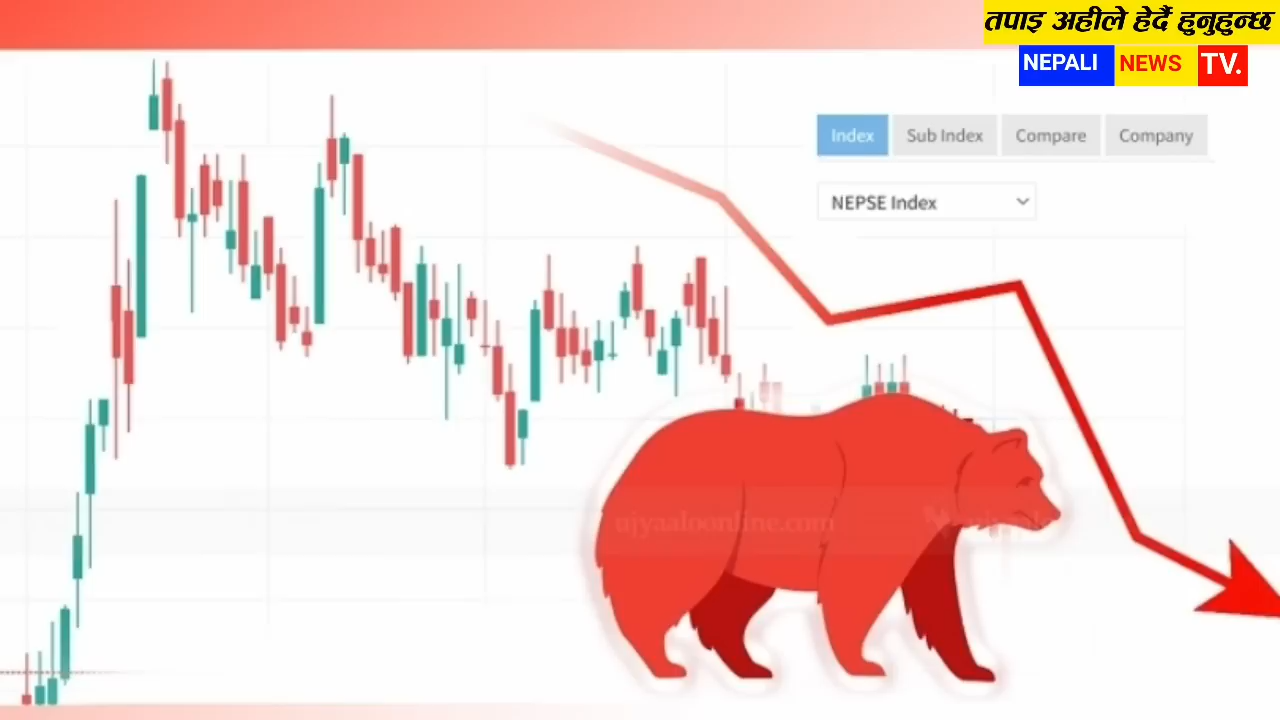 तपाइ अहीले हेर्दै हुनुहुन्छ
NEPALI NEWS TV.
Index Sub Index Compare Company
NEPSE Index
ujyaaloonline.com